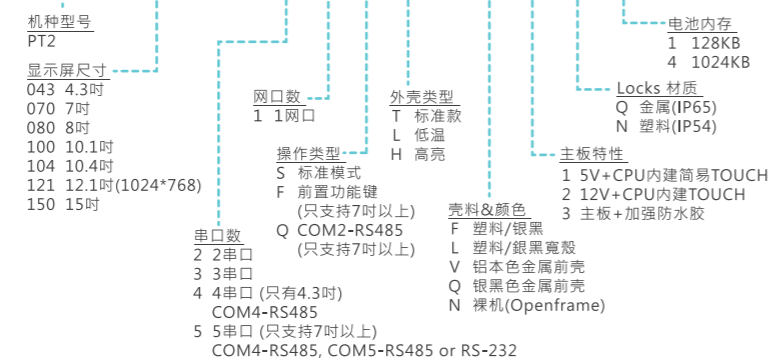 机种型号
PT2
显示屏尺寸
043 4.3吋
070 7吋
080 8吋
100 10.1吋
104 10.4吋
121 12.1吋(1024*768)
150 15吋
串口数
2 2串口
3 3串口
4 4串口 (只有4.3吋)
COM4-RS485
5 5串口 (只支持7吋以上)
COM4-RS485, COM5-RS485 or RS-232
网口数
1 1网口
操作类型
S 标准模式
F 前置功能键
(只支持7吋以上)
Q COM2-RS485
(只支持7吋以上)
外壳类型
T 标准款
L 低温
H 高亮
壳料&颜色
F 塑料/银黑
L 塑料/銀黑寬殼
V 铝本色金属前壳
Q 银黑色金属前壳
N 裸机(Openframe)
主板特性
1 5V+CPU内建简易TOUCH
2 12V+CPU内建TOUCH
3 主板+加强防水胶
Locks 材质
Q 金属(IP65)
N 塑料(IP54)
电池内存
1 128KB
4 1024KB